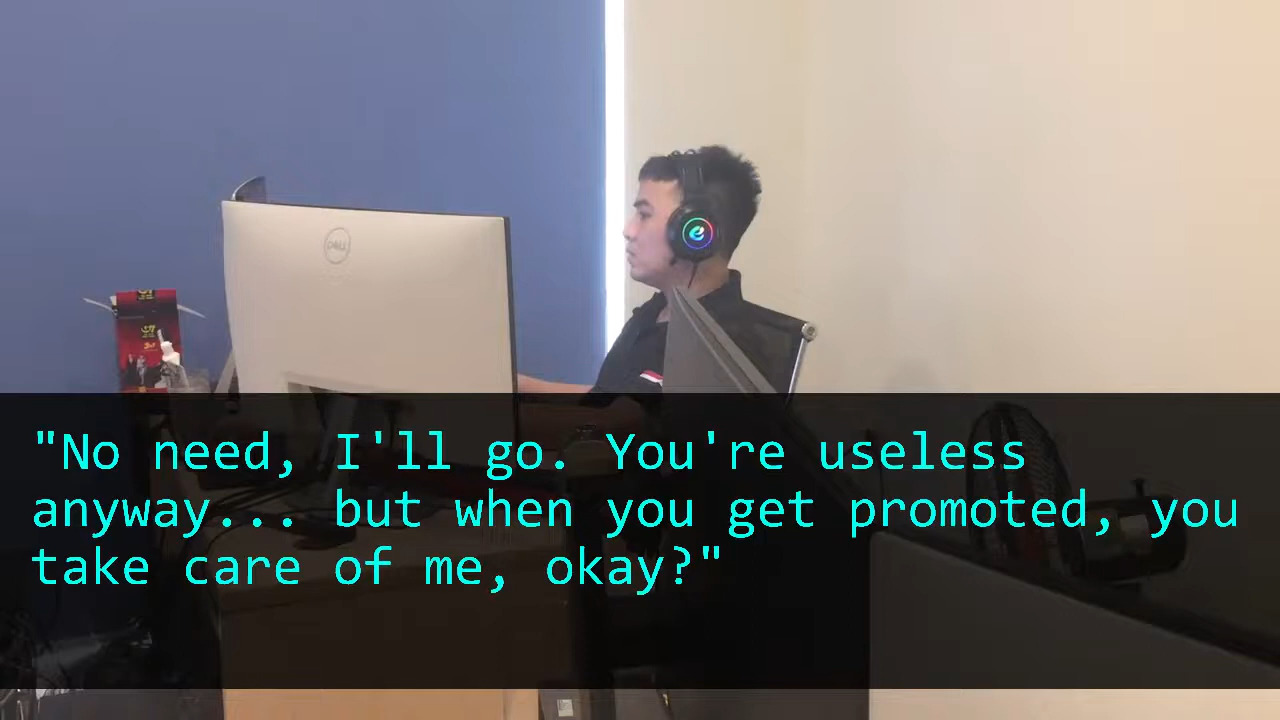 DELL
"No need, I'll go. You're useless
anyway... but when you get promoted, you
take care of me, okay?"